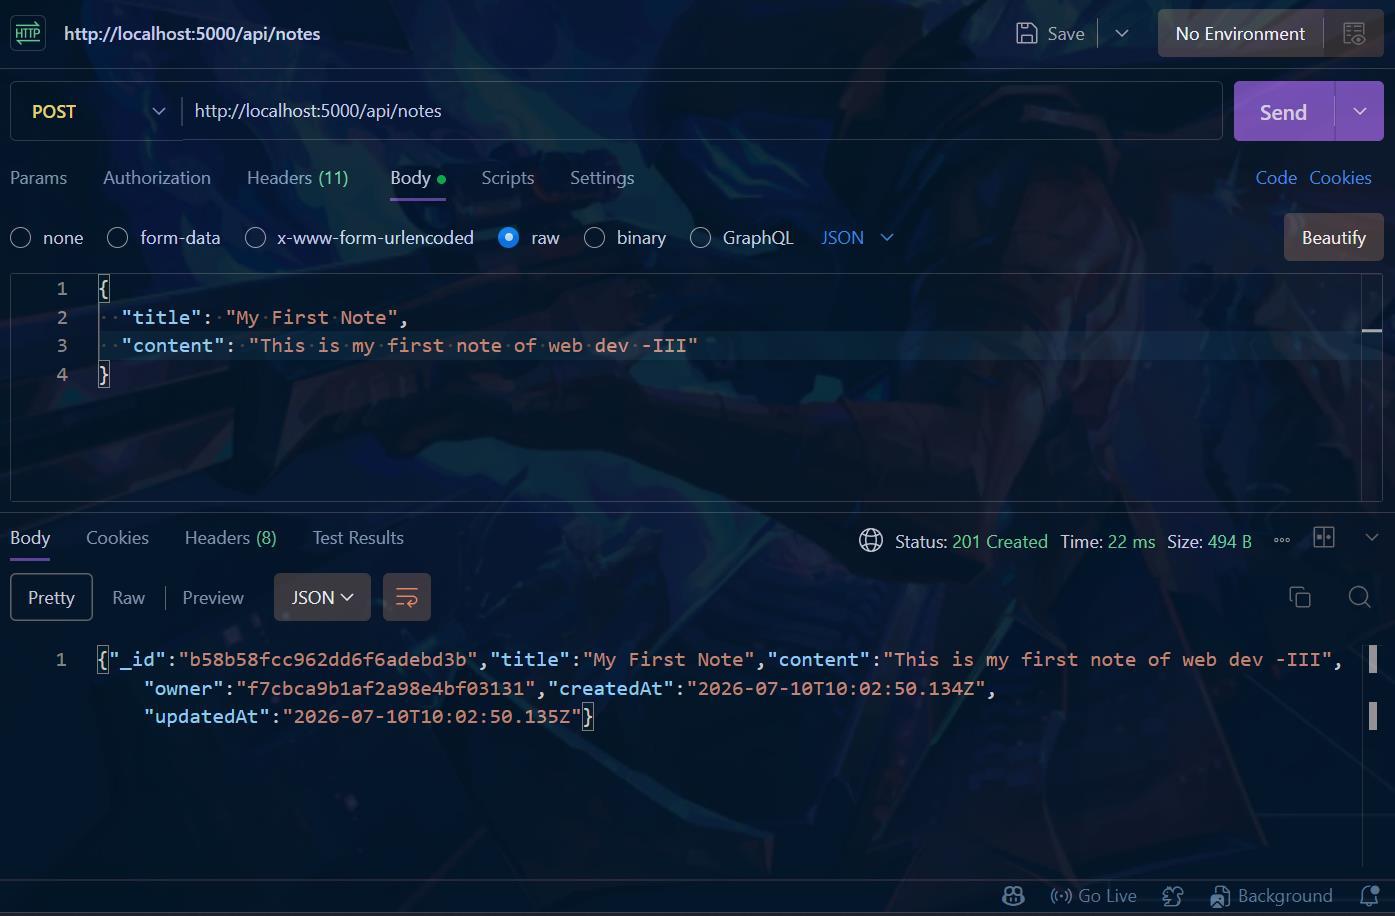 HTTP
http://localhost:5000/api/notes
Save
No Environment
POST
http://localhost:5000/api/notes
Send
Params
Authorization
Headers (11)
Body
Scripts
Settings
Code
Cookies
none
form-data
x-www-form-urlencoded
raw
binary
GraphQL
JSON
Beautify
1 {
2 "title": "My First Note",
3 "content": "This is my first note of web dev -III"
4 }
Body
Cookies
Headers (8)
Test Results
Status: 201 Created
Time: 22 ms
Size: 494 B
Pretty
Raw
Preview
JSON
1 {"_id":"b58b58fcc962dd6f6adebd3b","title":"My First Note","content":"This is my first note of web dev -III",
"owner":"f7cbca9b1af2a98e4bf03131","createdAt":"2026-07-10T10:02:50.134Z",
"updatedAt":"2026-07-10T10:02:50.135Z"}
Go Live
Background